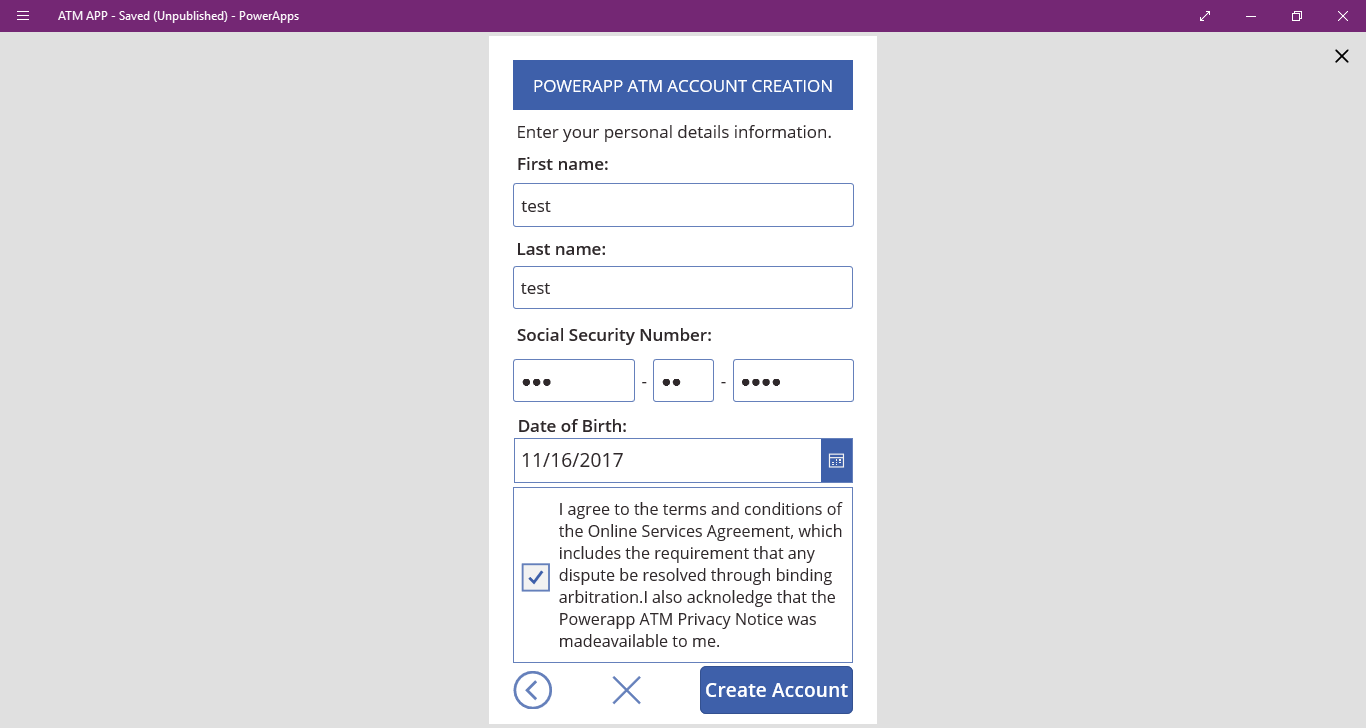 ATM APP - Saved (Unpublished) - PowerApps
POWERAPP ATM ACCOUNT CREATION
Enter your personal details information.
First name:
test
Last name:
test
Social Security Number:
●●● - ●● - ●●●●
Date of Birth:
11/16/2017
I agree to the terms and conditions of
the Online Services Agreement, which
includes the requirement that any
dispute be resolved through binding
arbitration.I also acknoledge that the
Powerapp ATM Privacy Notice was
madeavailable to me.
Create Account